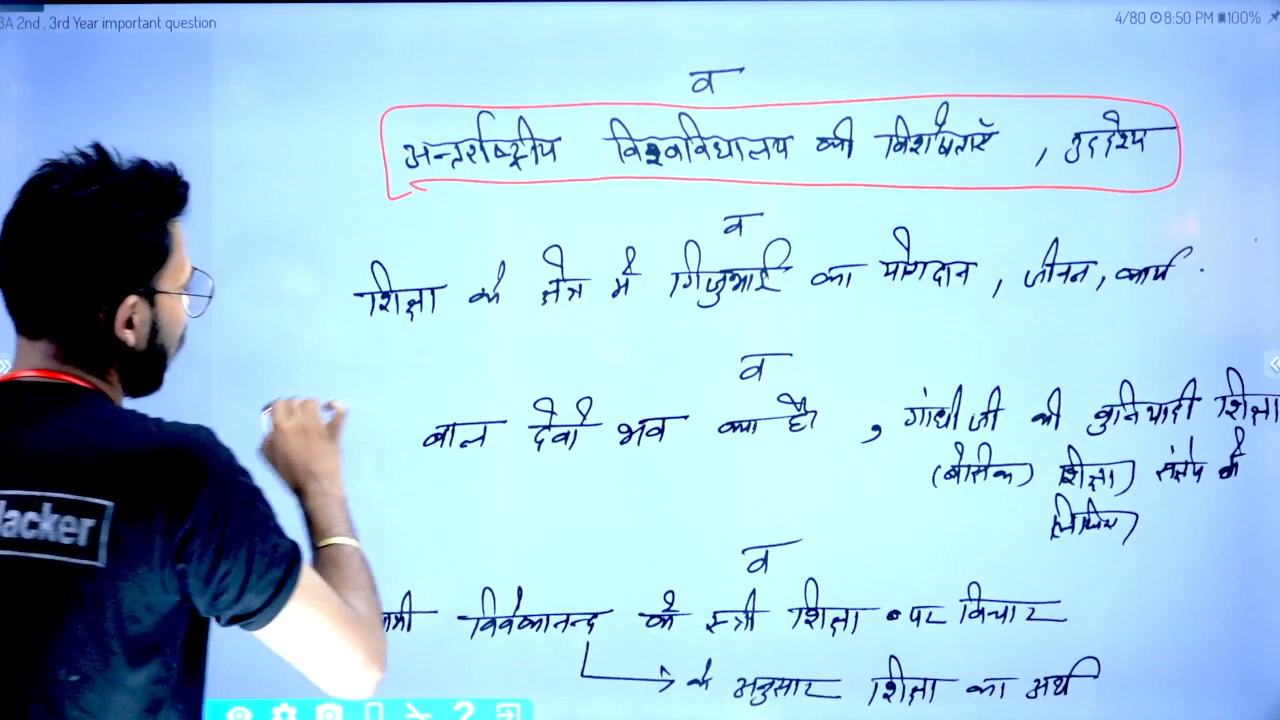 BA 2nd , 3rd Year important question
4/80 8:50 PM 100%
व
अन्तर्राष्ट्रीय विश्वविद्यालय की विशेषताएँ , उद्देश्य
व
शिक्षा के क्षेत्र में गिजुभाई का योगदान , जीवन , कार्य .
व
बाल देवो भव क्या है , गांधी जी की बुनियादी शिक्षा
(बेसिक) शिक्षा) संक्षेप में
लिखिए)
व
विवेकानन्द के स्त्री शिक्षा पर विचार
के अनुसार शिक्षा का अर्थ
acker